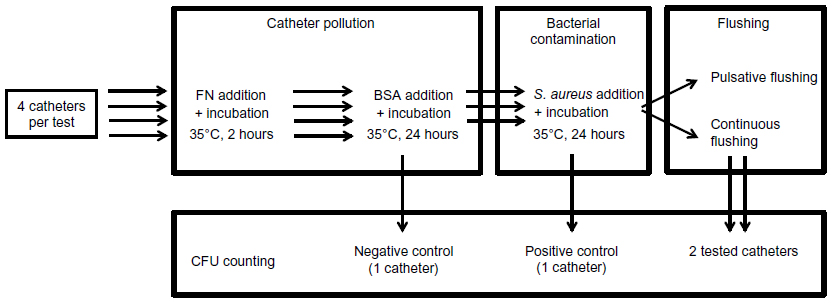 Catheter pollution
Bacterial
contamination
Flushing
4 catheters
per test
FN addition
+ incubation
35°C, 2 hours
BSA addition
+ incubation
35°C, 24 hours
S. aureus addition
+ incubation
35°C, 24 hours
Pulsative flushing
Continuous
flushing
CFU counting
Negative control
(1 catheter)
Positive control
(1 catheter)
2 tested catheters